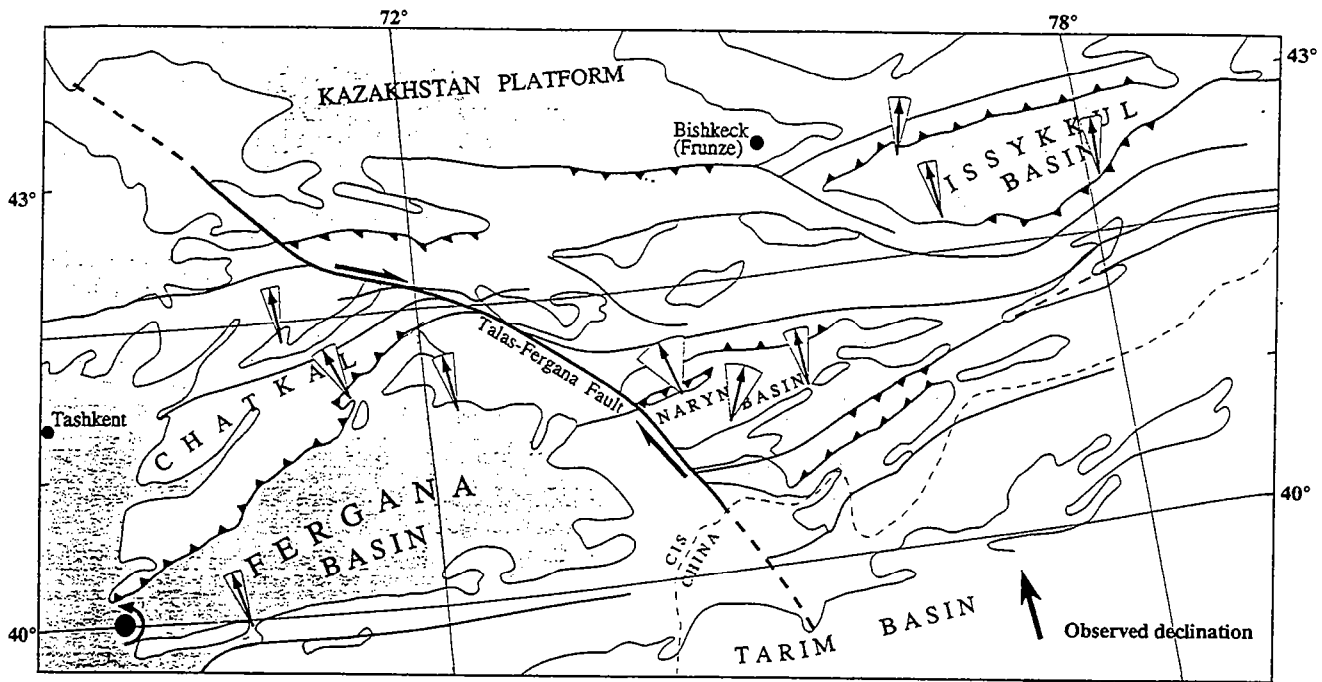 72°
78°
43°
KAZAKHSTAN PLATFORM
Bishkeck
(Frunze)
ISSYKKUL
BASIN
43°
Talas-Fergana Fault
NARYN BASIN
CHATKAL
Tashkent
FERGANA
BASIN
40°
CIS
CHINA
40°
TARIM BASIN
Observed declination